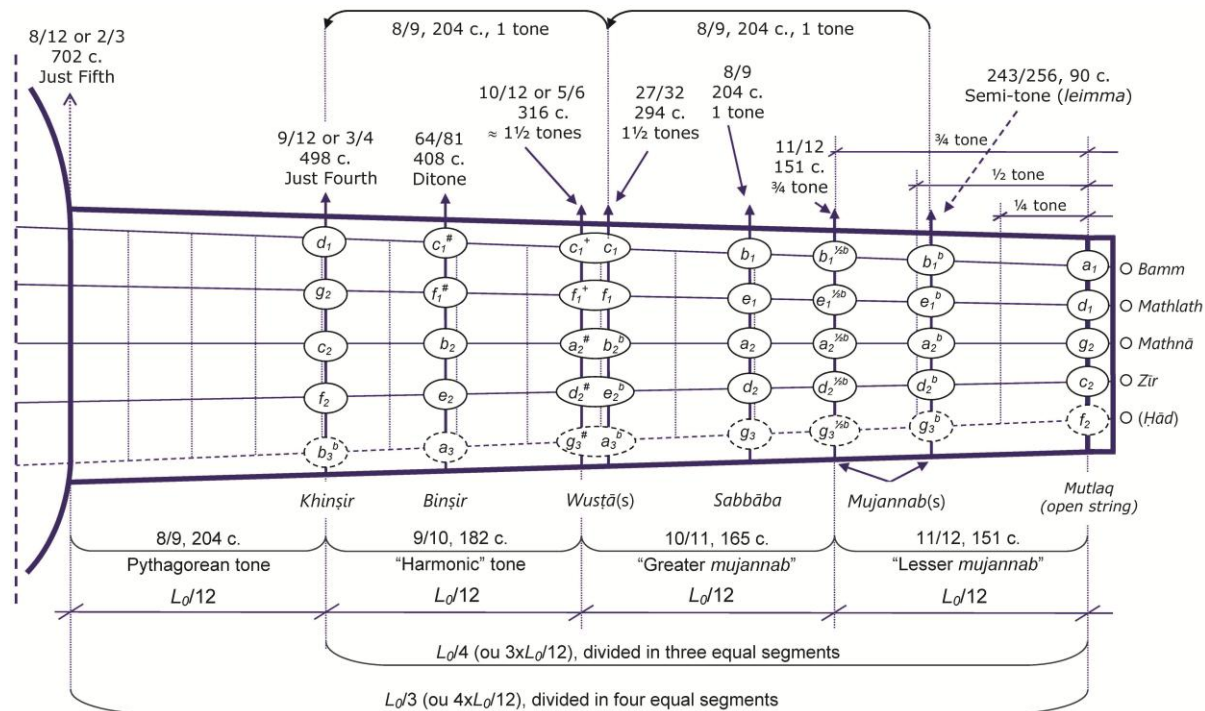 8/9, 204 c., 1 tone
8/9, 204 c., 1 tone
8/12 or 2/3
702 c.
Just Fifth
9/12 or 3/4
498 c.
Just Fourth
64/81
408 c.
Ditone
10/12 or 5/6
316 c.
≈ 1½ tones
27/32
294 c.
1½ tones
8/9
204 c.
1 tone
11/12
151 c.
¾ tone
243/256, 90 c.
Semi-tone (leimma)
¾ tone
½ tone
¼ tone
d₁ c₁# c₁⁺ c₁ b₁ b₁½b b₁b a₁ Bamm
g₂ f₁# f₁⁺ f₁ e₁ e₁½b e₁b d₁ Mathlath
c₂ b₂ a₂# b₂b a₂ a₂½b a₂b g₂ Mathnā
f₂ e₂ d₂# e₂b d₂ d₂½b d₂b c₂ Zīr
b₃b a₃ g₃# a₃b g₃ g₃½b g₃b f₂ (Ḥād)
Khinṣir Binṣir Wusṭā(s) Sabbāba Mujannab(s) Mutlaq
(open string)
8/9, 204 c. 9/10, 182 c. 10/11, 165 c. 11/12, 151 c.
Pythagorean tone "Harmonic" tone "Greater mujannab" "Lesser mujannab"
L₀/12 L₀/12 L₀/12 L₀/12
L₀/4 (ou 3xL₀/12), divided in three equal segments
L₀/3 (ou 4xL₀/12), divided in four equal segments